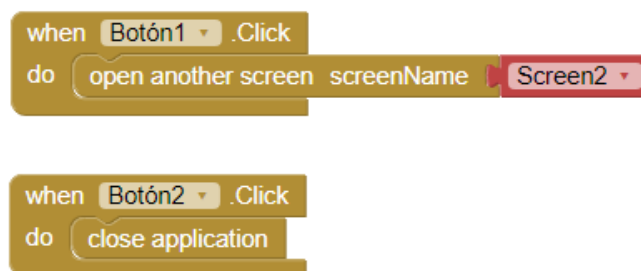 when Botón1 .Click
do open another screen screenName Screen2
when Botón2 .Click
do close application